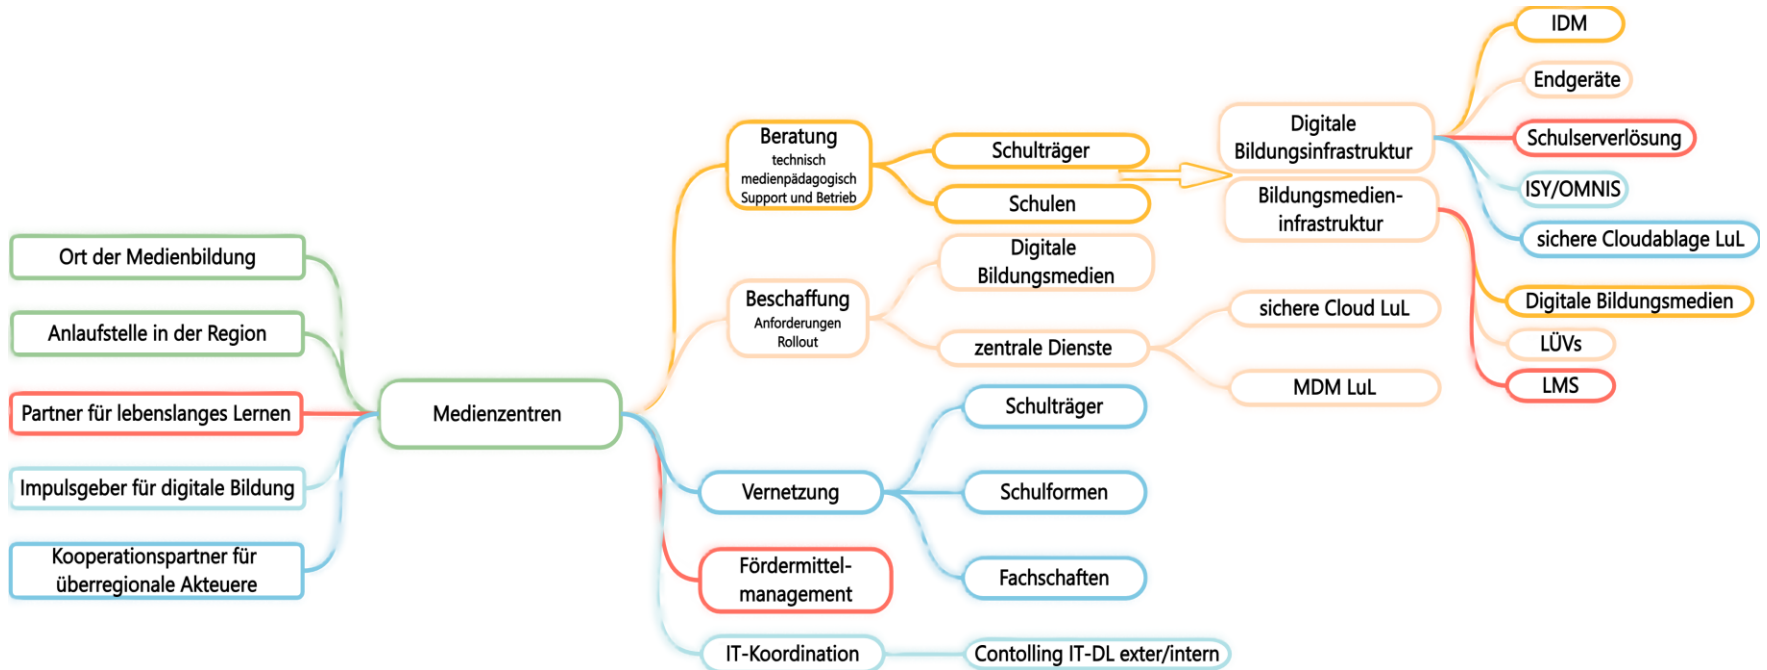 Ort der Medienbildung
Anlaufstelle in der Region
Partner für lebenslanges Lernen
Impulsgeber für digitale Bildung
Kooperationspartner für
überregionale Akteuere
Medienzentren
Beratung
technisch
medienpädagogisch
Support und Betrieb
Schulträger
Schulen
Beschaffung
Anforderungen
Rollout
Digitale
Bildungsmedien
zentrale Dienste
sichere Cloud LuL
MDM LuL
Vernetzung
Schulträger
Schulformen
Fachschaften
Fördermittel-
management
IT-Koordination
Contolling IT-DL exter/intern
Digitale
Bildungsinfrastruktur
Bildungsmedien-
infrastruktur
IDM
Endgeräte
Schulserverlösung
ISY/OMNIS
sichere Cloudablage LuL
Digitale Bildungsmedien
LÜVs
LMS